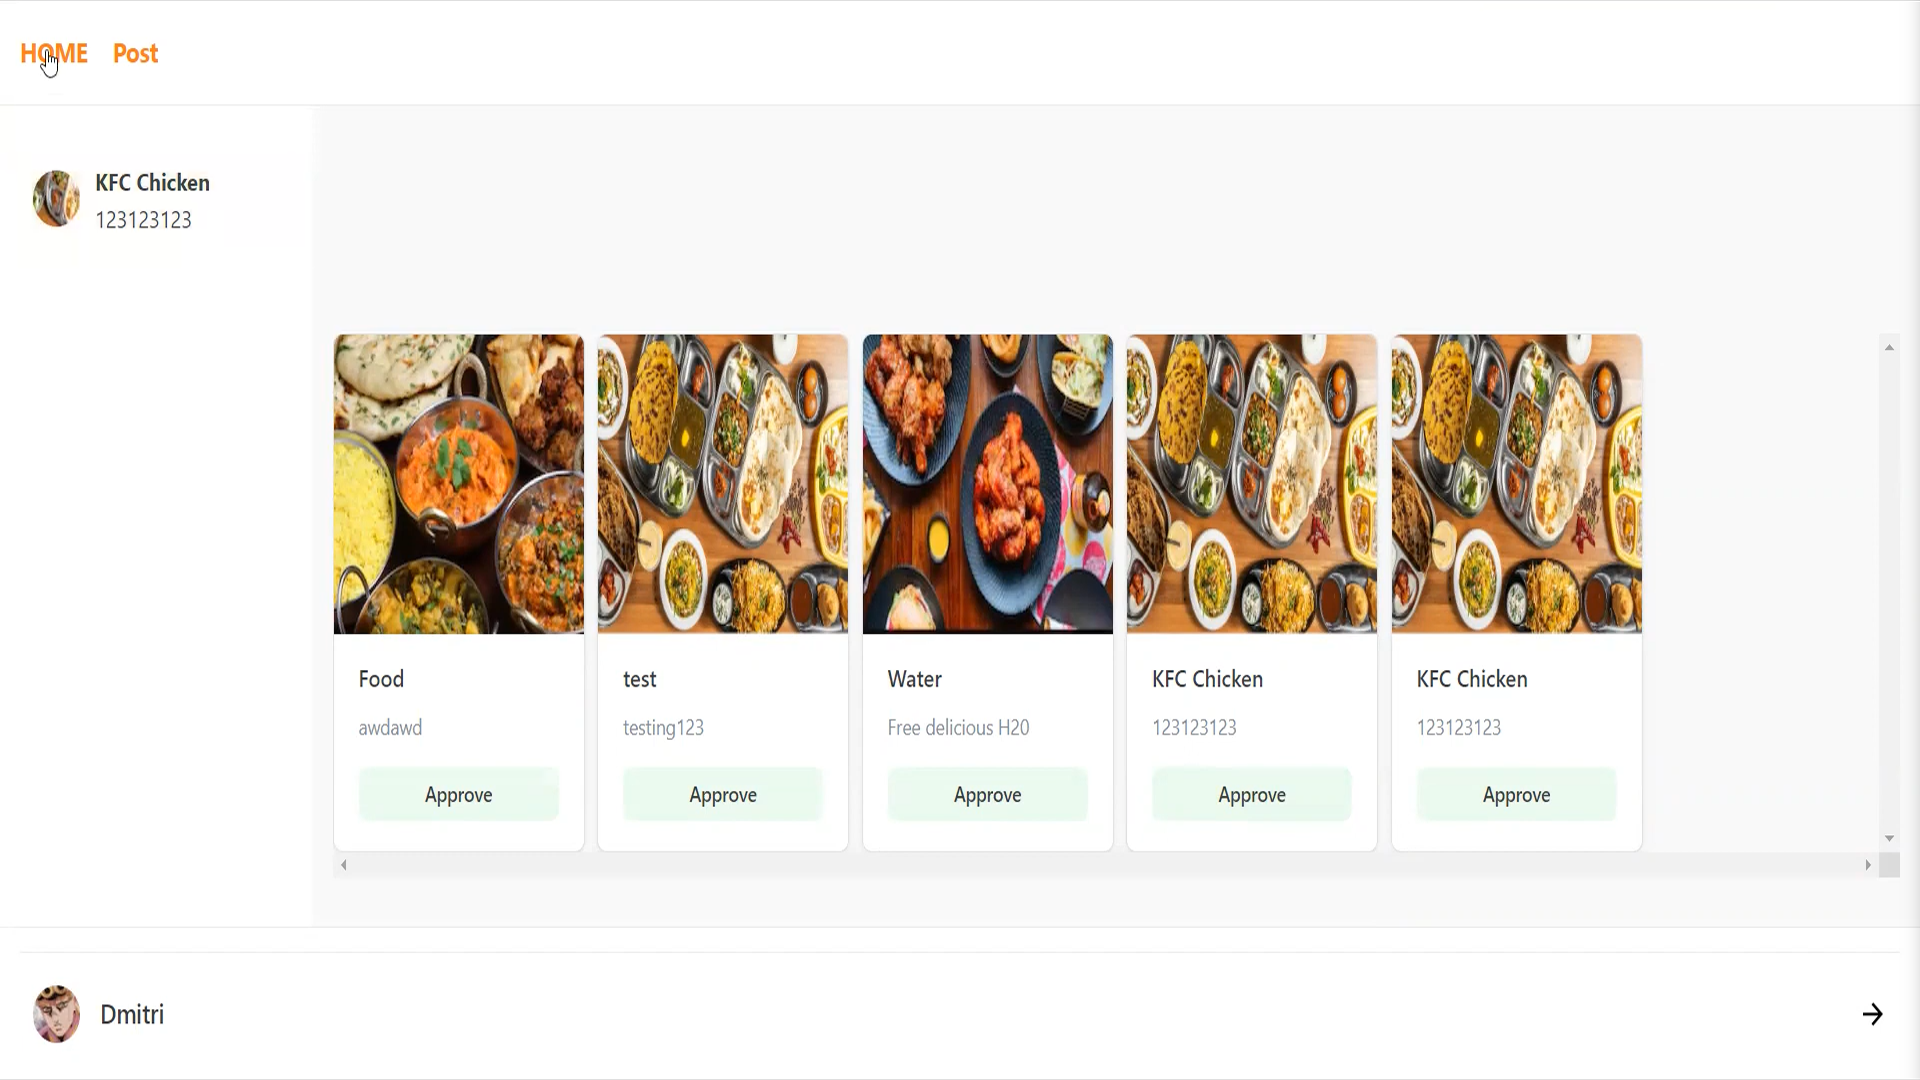 HOME Post
KFC Chicken
123123123
Food
test
Water
KFC Chicken
KFC Chicken
awdawd
testing123
Free delicious H20
123123123
123123123
Approve
Approve
Approve
Approve
Approve
Dmitri